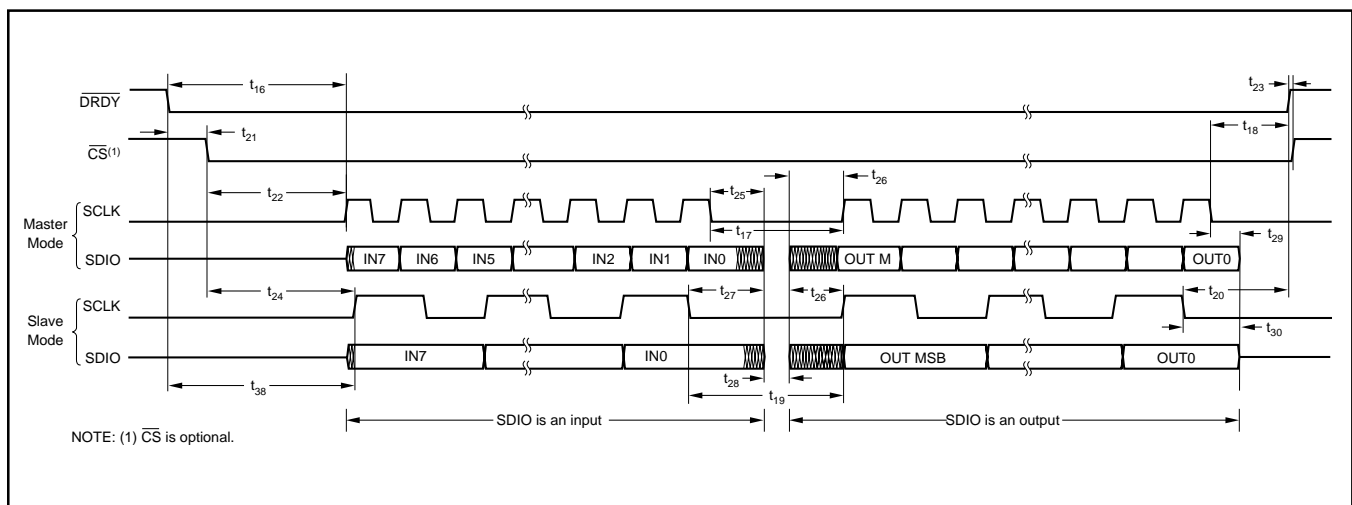 t16
t23
DRDY
t18
t21
CS(1)
t22
t25
t26
SCLK
Master
Mode
t17
t29
SDIO
IN7 IN6 IN5 IN2 IN1 IN0 OUT M OUT0
t24
t27
t26
t20
SCLK
Slave
Mode
t30
SDIO
IN7 IN0 OUT MSB OUT0
t28
t38
t19
SDIO is an input
SDIO is an output
NOTE: (1) CS is optional.